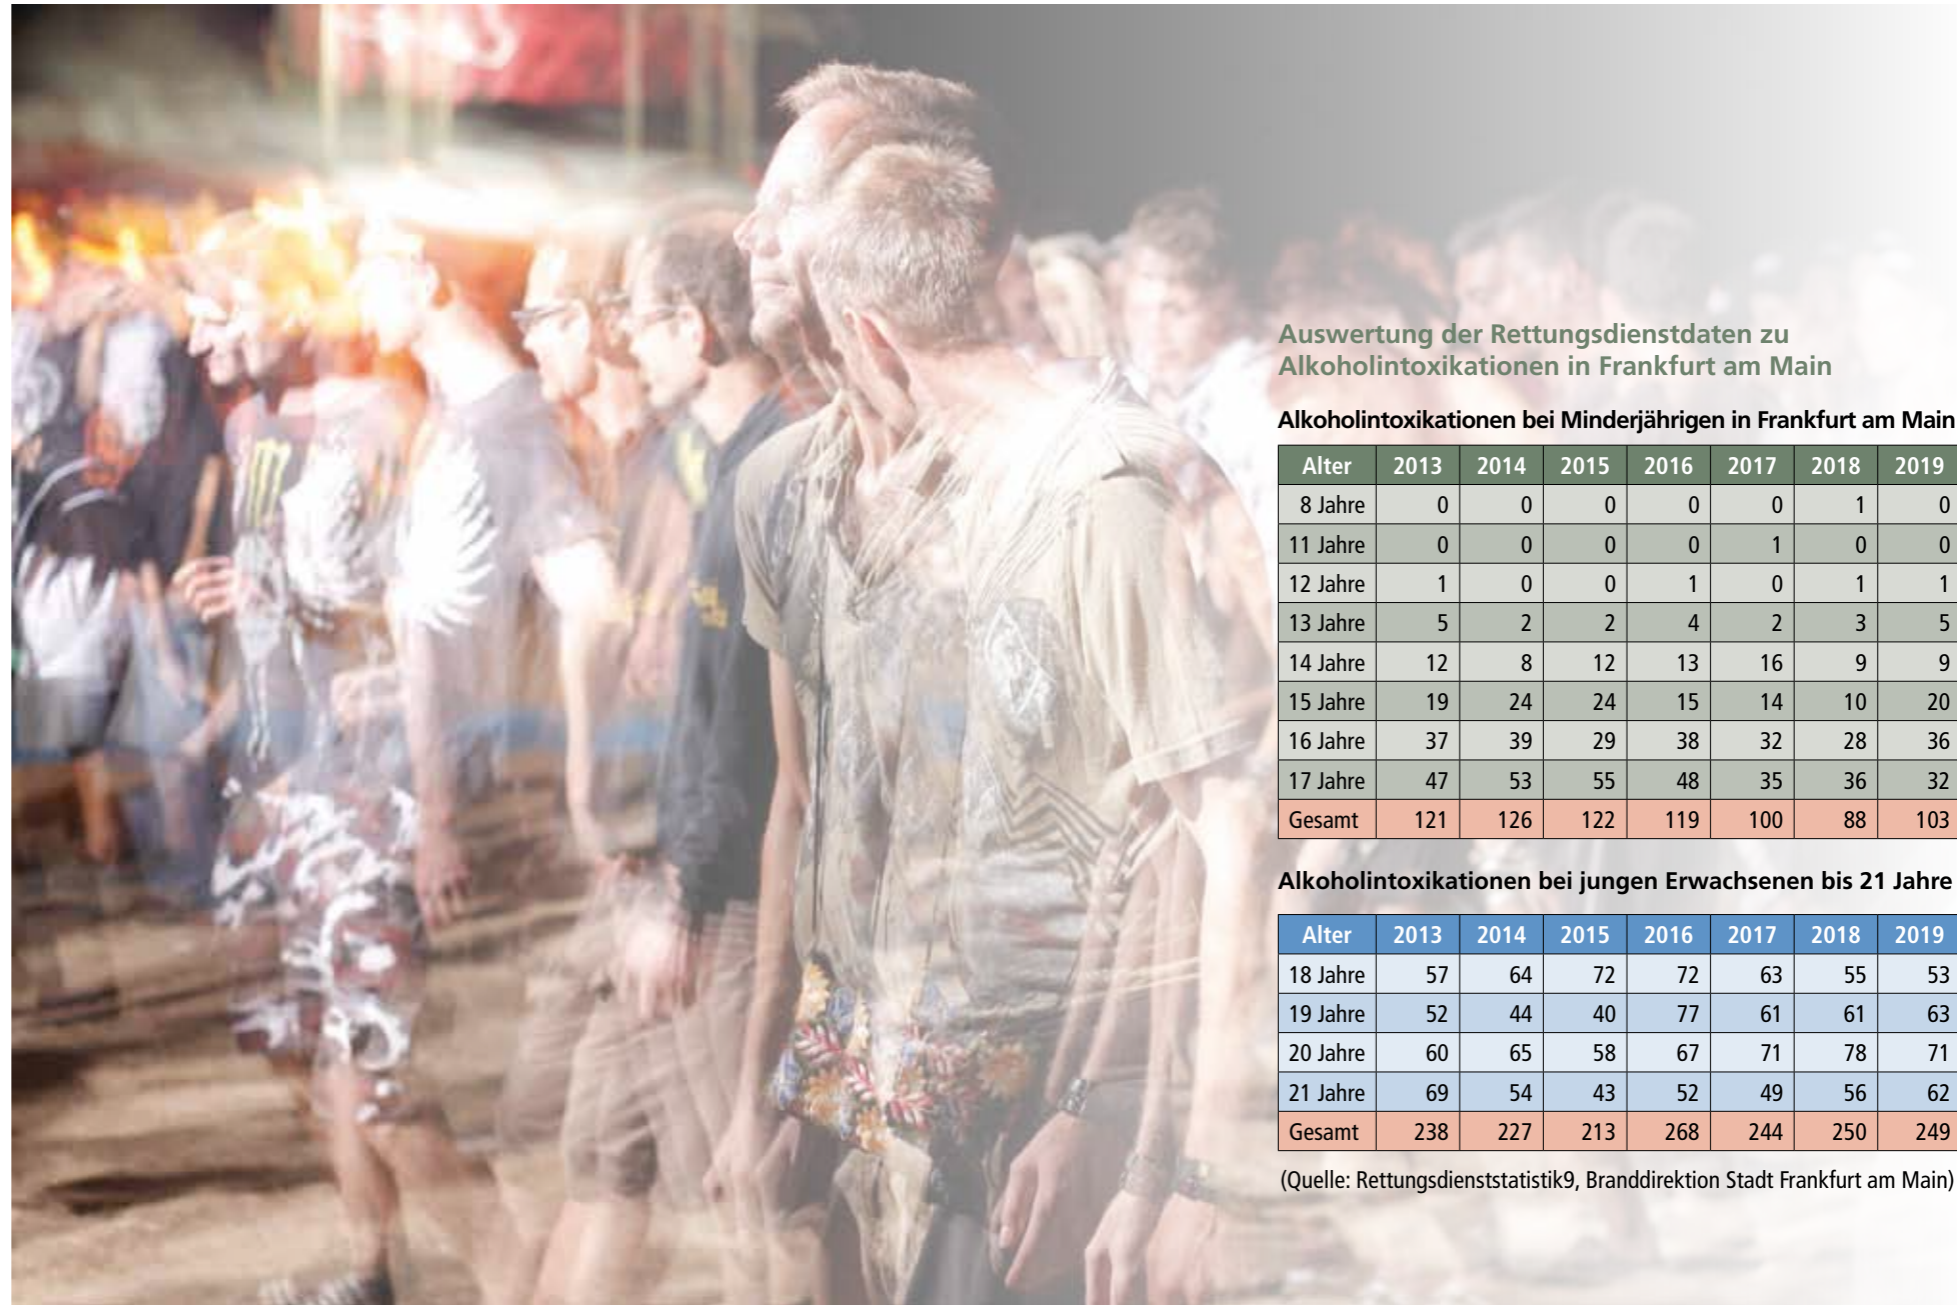 Auswertung der Rettungsdienstdaten zu
Alkoholintoxikationen in Frankfurt am Main
Alkoholintoxikationen bei Minderjährigen in Frankfurt am Main
Alter 2013 2014 2015 2016 2017 2018 2019
8 Jahre 0 0 0 0 0 1 0
11 Jahre 0 0 0 0 1 0 0
12 Jahre 1 0 0 1 0 1 1
13 Jahre 5 2 2 4 2 3 5
14 Jahre 12 8 12 13 16 9 9
15 Jahre 19 24 24 15 14 10 20
16 Jahre 37 39 29 38 32 28 36
17 Jahre 47 53 55 48 35 36 32
Gesamt 121 126 122 119 100 88 103
Alkoholintoxikationen bei jungen Erwachsenen bis 21 Jahre
Alter 2013 2014 2015 2016 2017 2018 2019
18 Jahre 57 64 72 72 63 55 53
19 Jahre 52 44 40 77 61 61 63
20 Jahre 60 65 58 67 71 78 71
21 Jahre 69 54 43 52 49 56 62
Gesamt 238 227 213 268 244 250 249
(Quelle: Rettungsdienststatistik9, Branddirektion Stadt Frankfurt am Main)